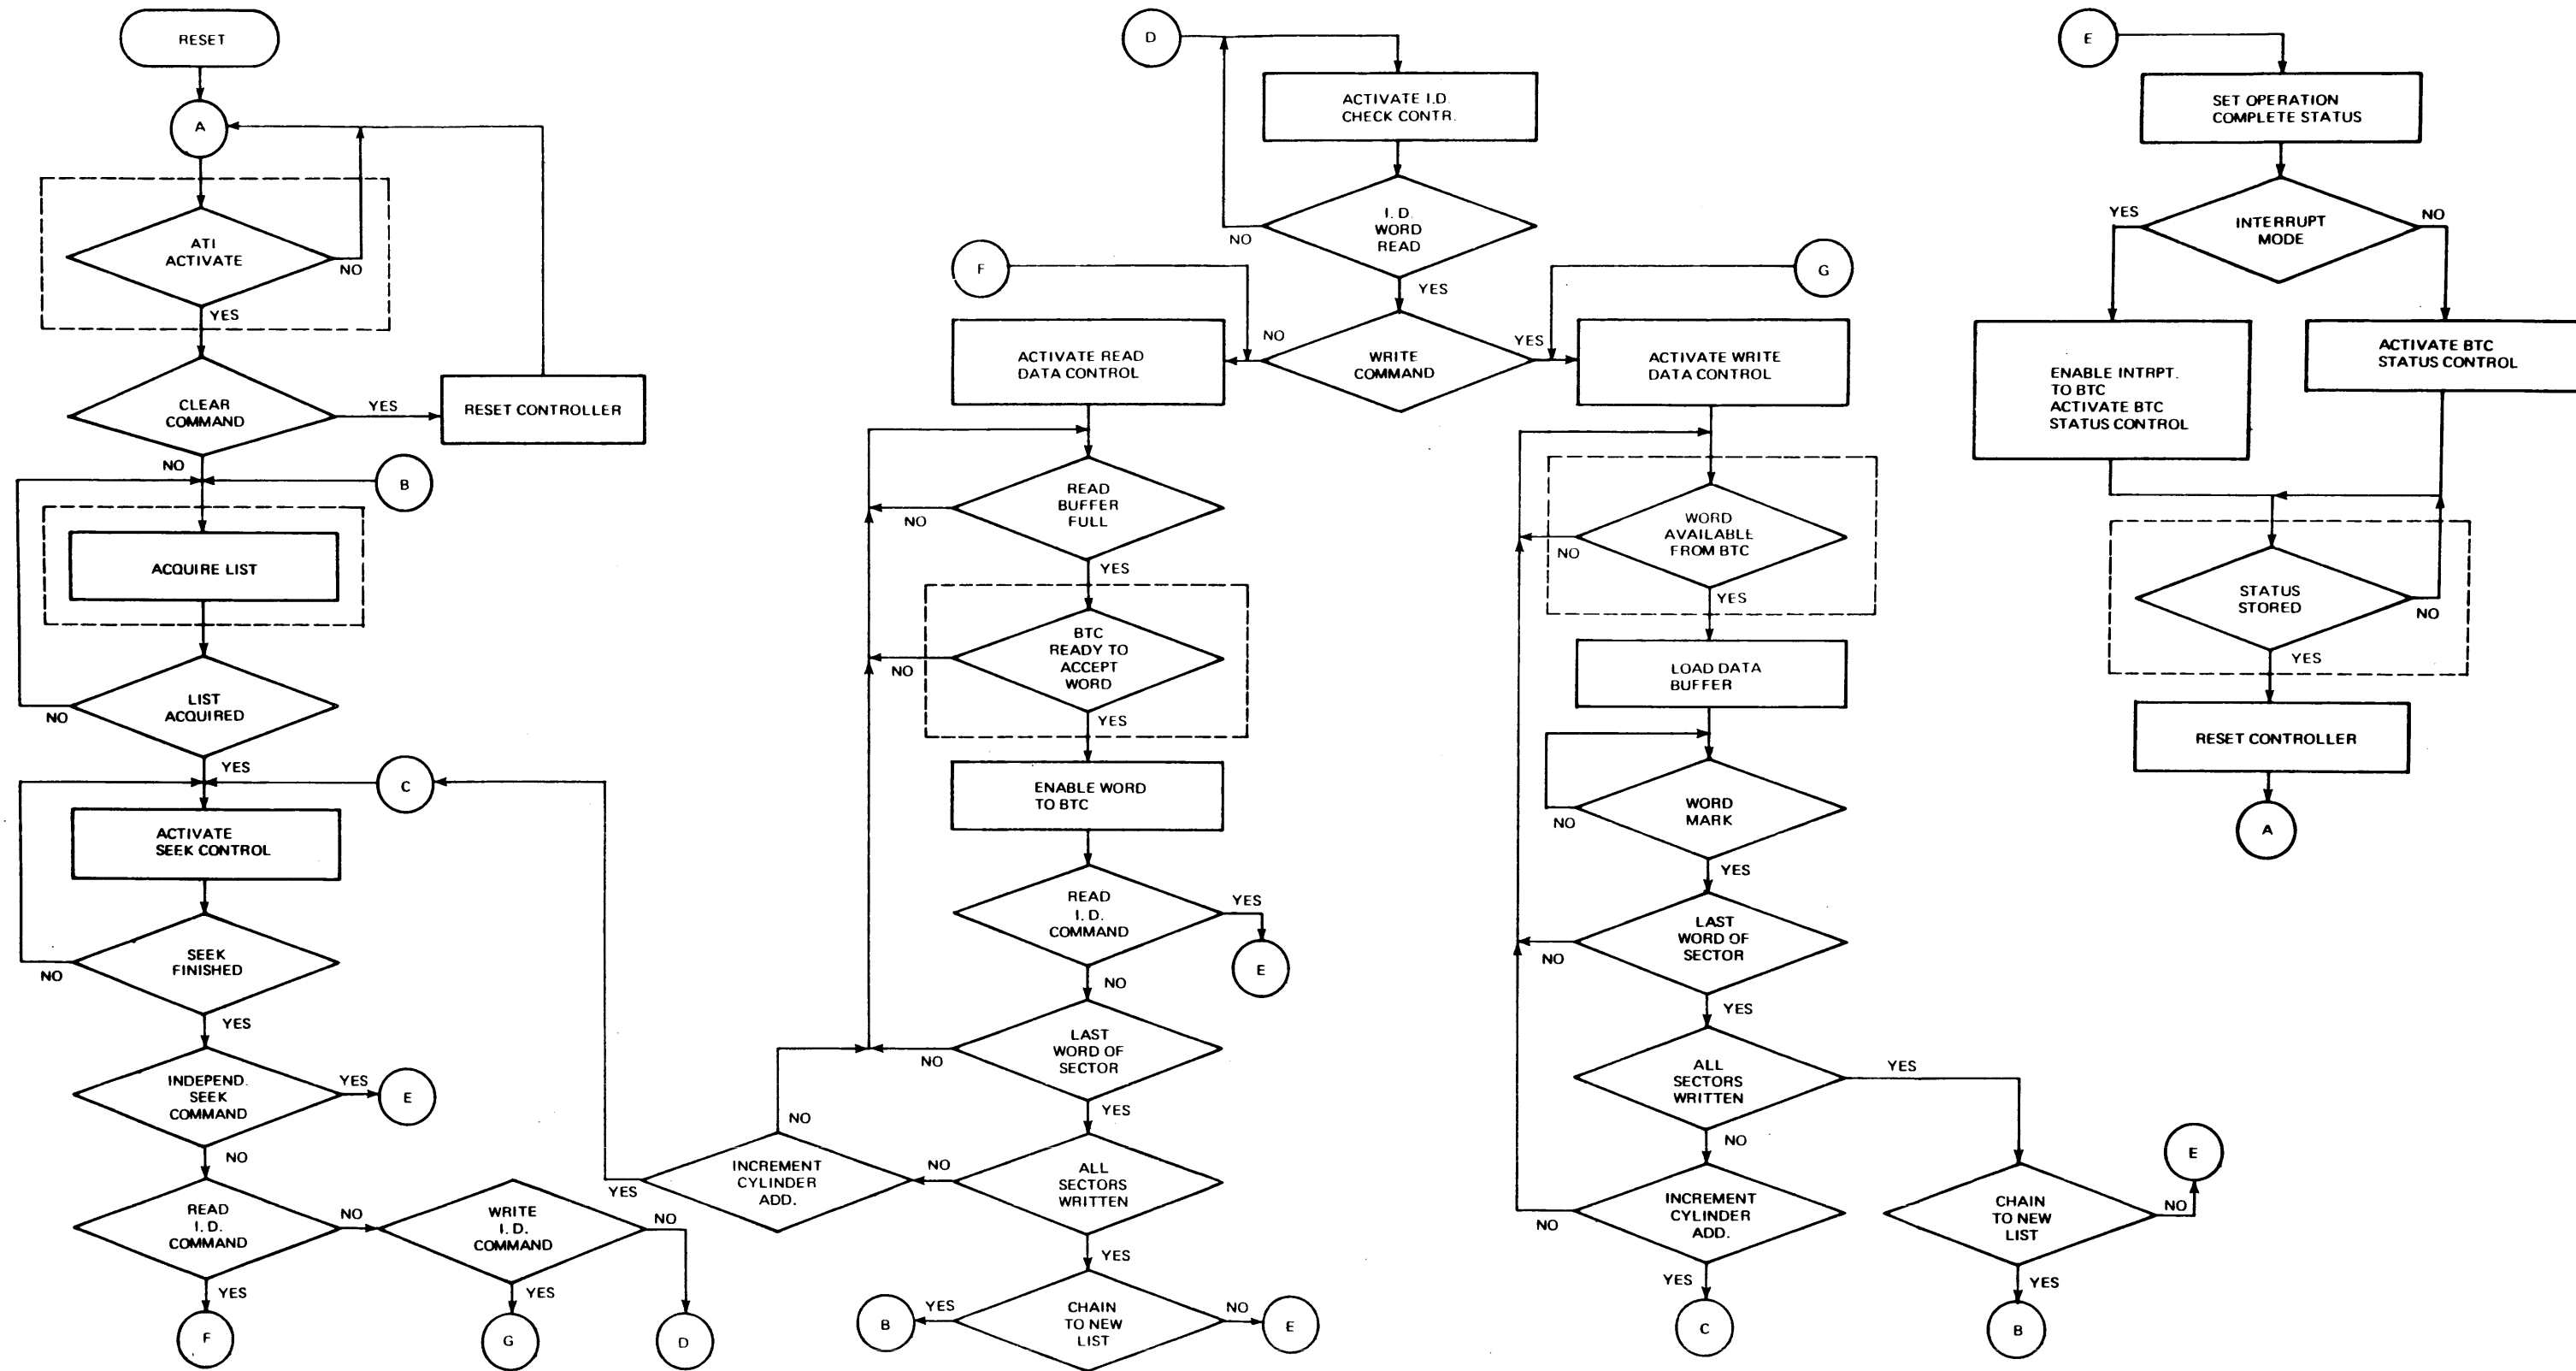 RESET
A
ATI
ACTIVATE
NO
YES
CLEAR
COMMAND
YES
RESET CONTROLLER
NO
B
ACQUIRE LIST
LIST
ACQUIRED
NO
YES
C
ACTIVATE
SEEK CONTROL
SEEK
FINISHED
NO
YES
INDEPEND.
SEEK
COMMAND
YES
E
NO
READ
I. D.
COMMAND
NO
WRITE
I. D.
COMMAND
NO
YES
F
YES
G
D
D
ACTIVATE I.D.
CHECK CONTR.
I. D.
WORD
READ
NO
YES
F
G
WRITE
COMMAND
NO
YES
ACTIVATE READ
DATA CONTROL
READ
BUFFER
FULL
NO
YES
BTC
READY TO
ACCEPT
WORD
NO
YES
ENABLE WORD
TO BTC
READ
I. D.
COMMAND
YES
E
NO
LAST
WORD OF
SECTOR
NO
YES
ALL
SECTORS
WRITTEN
NO
INCREMENT
CYLINDER
ADD.
NO
YES
YES
CHAIN
TO NEW
LIST
YES
B
NO
E
ACTIVATE WRITE
DATA CONTROL
WORD
AVAILABLE
FROM BTC
NO
YES
LOAD DATA
BUFFER
WORD
MARK
NO
YES
LAST
WORD OF
SECTOR
NO
YES
ALL
SECTORS
WRITTEN
YES
NO
INCREMENT
CYLINDER
ADD.
NO
YES
C
CHAIN
TO NEW
LIST
NO
E
YES
B
E
SET OPERATION
COMPLETE STATUS
INTERRUPT
MODE
YES
NO
ENABLE INTRPT.
TO BTC
ACTIVATE BTC
STATUS CONTROL
ACTIVATE BTC
STATUS CONTROL
STATUS
STORED
NO
YES
RESET CONTROLLER
A